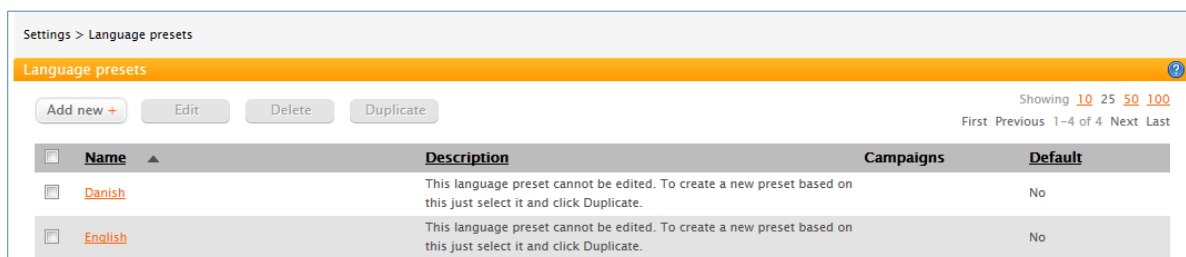 Settings > Language presets
Language presets
?
Add new + Edit Delete Duplicate
Showing 10 25 50 100
First Previous 1-4 of 4 Next Last
Name Description Campaigns Default
Danish
This language preset cannot be edited. To create a new preset based on
this just select it and click Duplicate.
No
English
This language preset cannot be edited. To create a new preset based on
this just select it and click Duplicate.
No